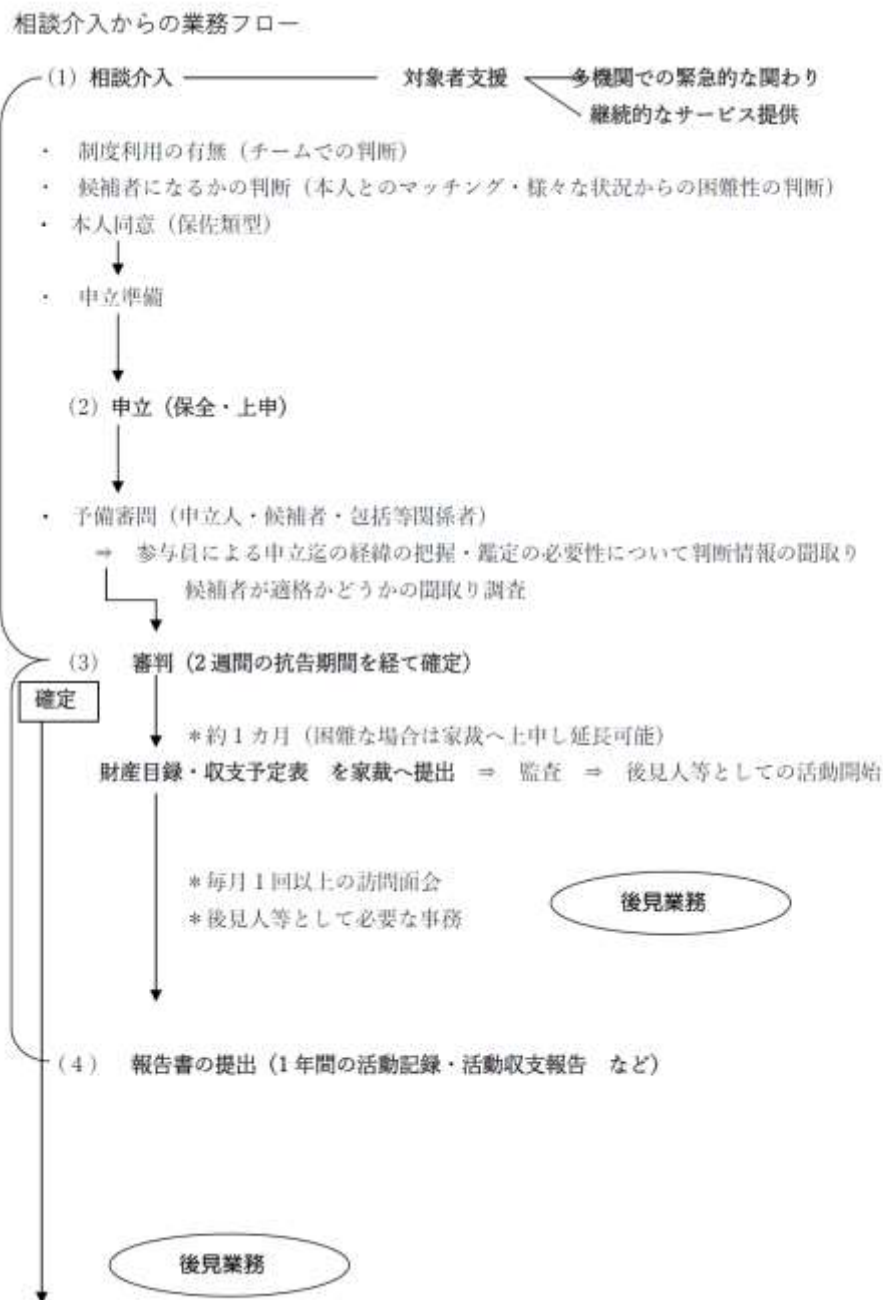 相談介入からの業務フロー
(1) 相談介入 対象者支援 多機関での緊急的な関わり
継続的なサービス提供
・ 制度利用の有無（チームでの判断）
・ 候補者になるかの判断（本人とのマッチング・様々な状況からの困難性の判断）
・ 本人同意（保佐類型）
・ 申立準備
(2) 申立（保全・上申）
・ 予備審問（申立人・候補者・包括等関係者）
⇒ 参与員による申立迄の経緯の把握・鑑定の必要性について判断情報の聞取り
候補者が適格かどうかの聞取り調査
(3) 審判（2週間の抗告期間を経て確定）
確定
＊約1カ月（困難な場合は家裁へ上申し延長可能）
財産目録・収支予定表 を家裁へ提出 ⇒ 監査 ⇒ 後見人等としての活動開始
＊毎月1回以上の訪問面会
＊後見人等として必要な事務
後見業務
(4) 報告書の提出（1年間の活動記録・活動収支報告 など）
後見業務